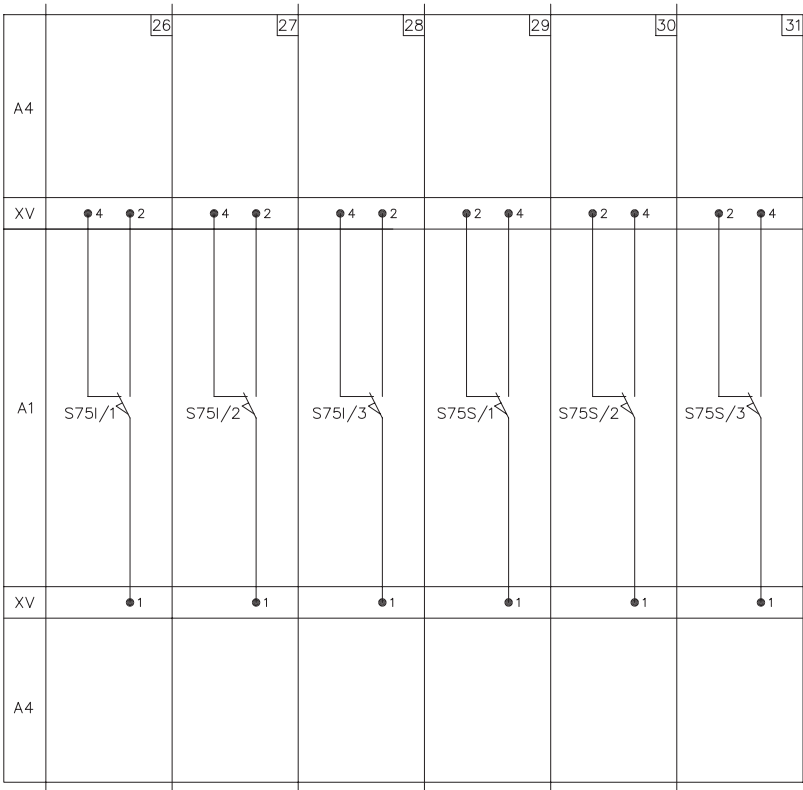 26 27 28 29 30 31
A4
XV 4 2 4 2 4 2 2 4 2 4 2 4
A1 S75I/1 S75I/2 S75I/3 S75S/1 S75S/2 S75S/3
XV 1 1 1 1 1 1
A4